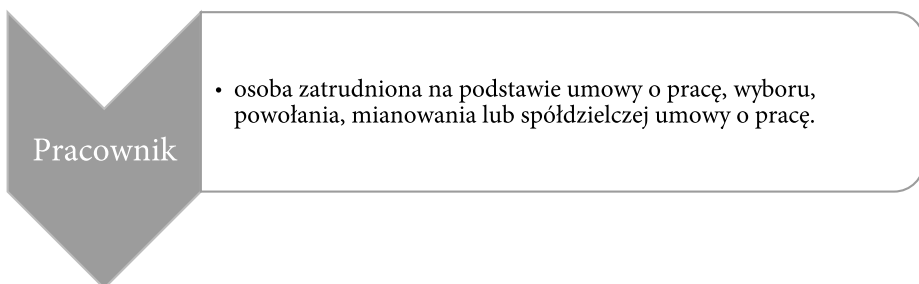 Pracownik
• osoba zatrudniona na podstawie umowy o pracę, wyboru,
powołania, mianowania lub spółdzielczej umowy o pracę.